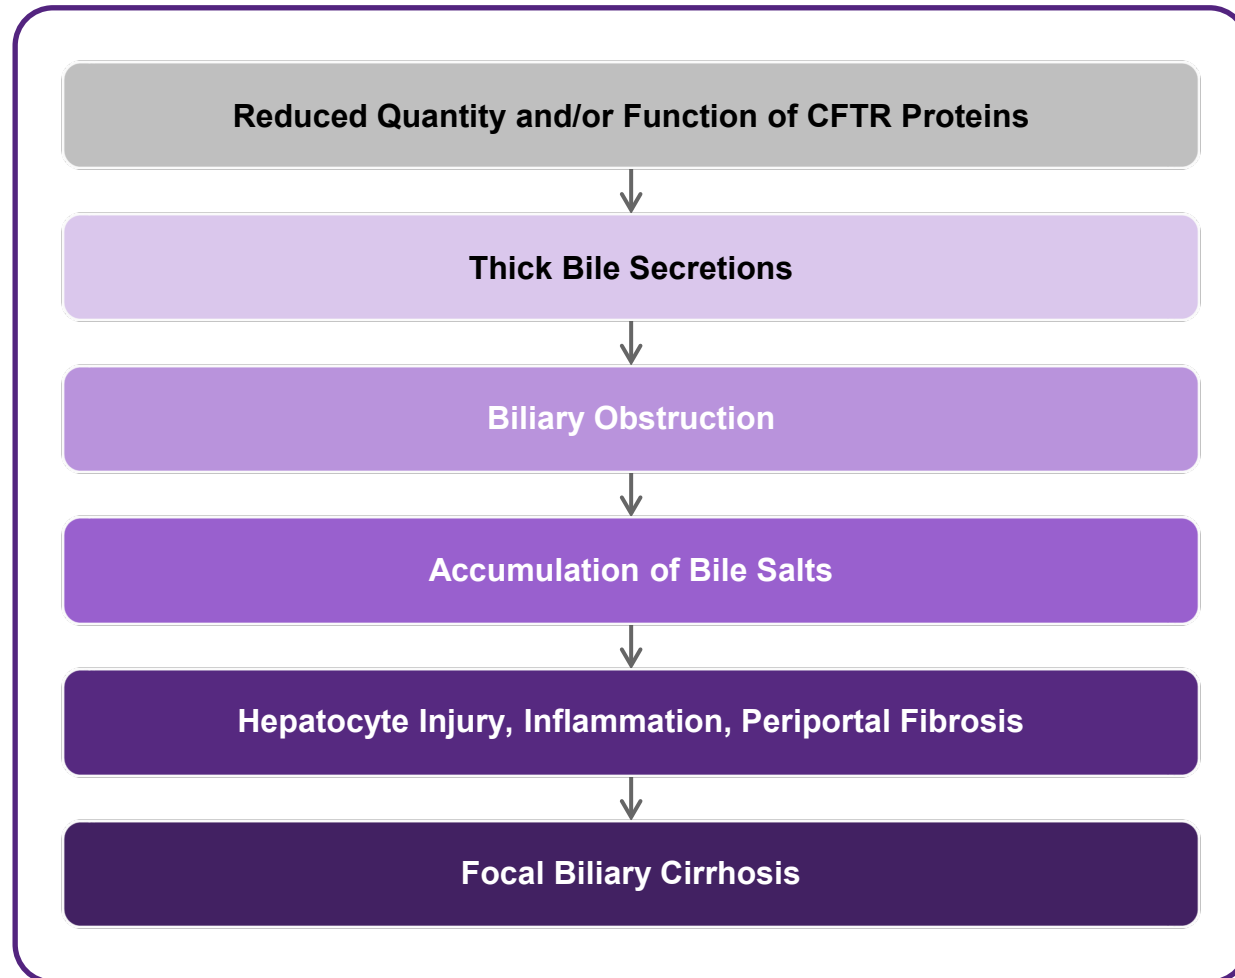 Reduced Quantity and/or Function of CFTR Proteins
Thick Bile Secretions
Biliary Obstruction
Accumulation of Bile Salts
Hepatocyte Injury, Inflammation, Periportal Fibrosis
Focal Biliary Cirrhosis